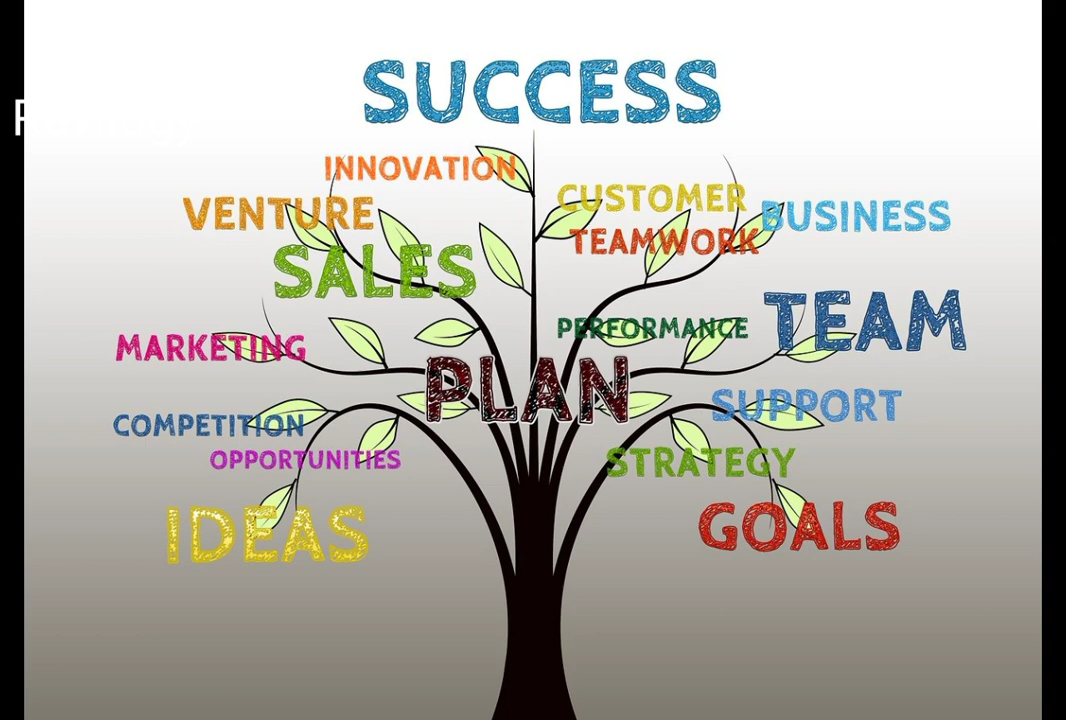 SUCCESS
INNOVATION
CUSTOMER
VENTURE
BUSINESS
TEAMWORK
SALES
TEAM
PERFORMANCE
MARKETING
PLAN
SUPPORT
COMPETITION
OPPORTUNITIES
STRATEGY
IDEAS
GOALS